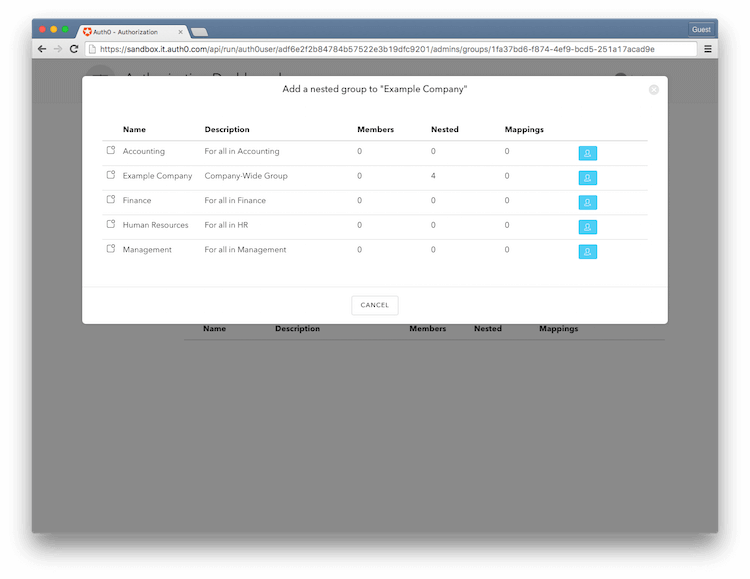 Auth0 - Authorization
Guest
https://sandbox.it.auth0.com/api/run/auth0user/adf6e2f2b84784b57522e3b19dfc9201/admins/groups/1fa37bd6-f874-4ef9-bcd5-251a17acad9e
Add a nested group to "Example Company"
Name Description Members Nested Mappings
Accounting For all in Accounting 0 0 0
Example Company Company-Wide Group 0 4 0
Finance For all in Finance 0 0 0
Human Resources For all in HR 0 0 0
Management For all in Management 0 0 0
CANCEL
Name Description Members Nested Mappings